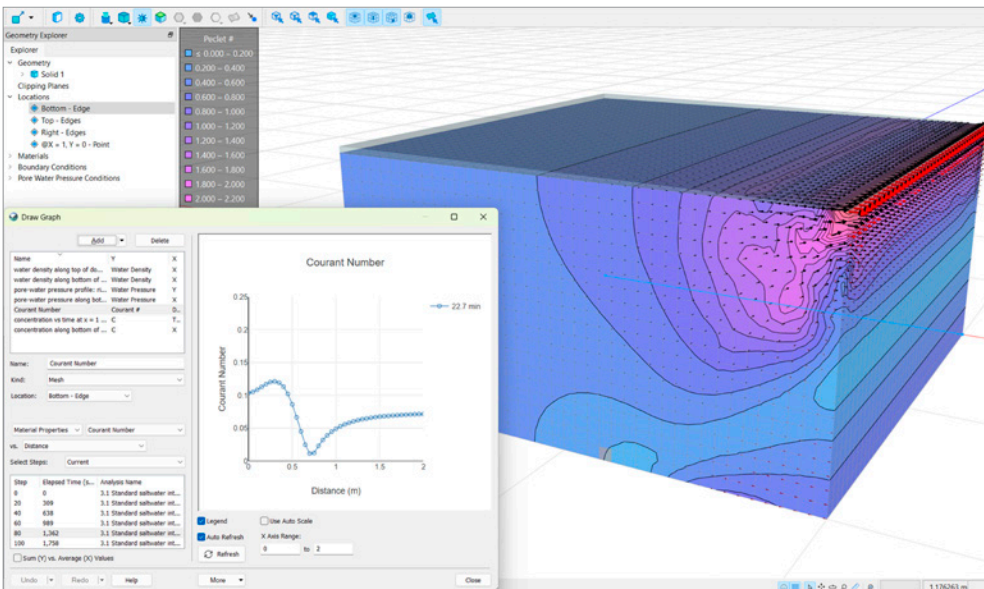 Geometry Explorer
Explorer
Geometry
Solid 1
Clipping Planes
Locations
Bottom - Edge
Top - Edges
Right - Edges
@X = 1, Y = 0 - Point
Materials
Boundary Conditions
Pore Water Pressure Conditions
Peclet #
≤ 0.000 – 0.200
0.200 – 0.400
0.400 – 0.600
0.600 – 0.800
0.800 – 1.000
1.000 – 1.200
1.200 – 1.400
1.400 – 1.600
1.600 – 1.800
1.800 – 2.000
2.000 – 2.200
Draw Graph
Add
Delete
Name Y X
water density along top of do... Water Density X
water density along bottom of ... Water Density X
pore-water pressure profile: ri... Water Pressure Y
pore-water pressure along bot... Water Pressure X
Courant Number Courant # D..
concentration vs time at x = 1 ... C T..
concentration along bottom of ... C X
Name: Courant Number
Kind: Mesh
Location: Bottom - Edge
Material Properties Courant Number
vs. Distance
Select Steps: Current
Step Elapsed Time (s... Analysis Name
0 0 3.1 Standard saltwater int...
20 309 3.1 Standard saltwater int...
40 638 3.1 Standard saltwater int...
60 989 3.1 Standard saltwater int...
80 1,362 3.1 Standard saltwater int...
100 1,758 3.1 Standard saltwater int...
Sum (Y) vs. Average (X) Values
Undo
Redo
Help
Courant Number
22.7 min
Courant Number
0.25
0.2
0.15
0.1
0.05
0
0 0.5 1 1.5 2
Distance (m)
Legend
Use Auto Scale
Auto Refresh
X Axis Range:
Refresh
0 to 2
More
Close
1.176763 m